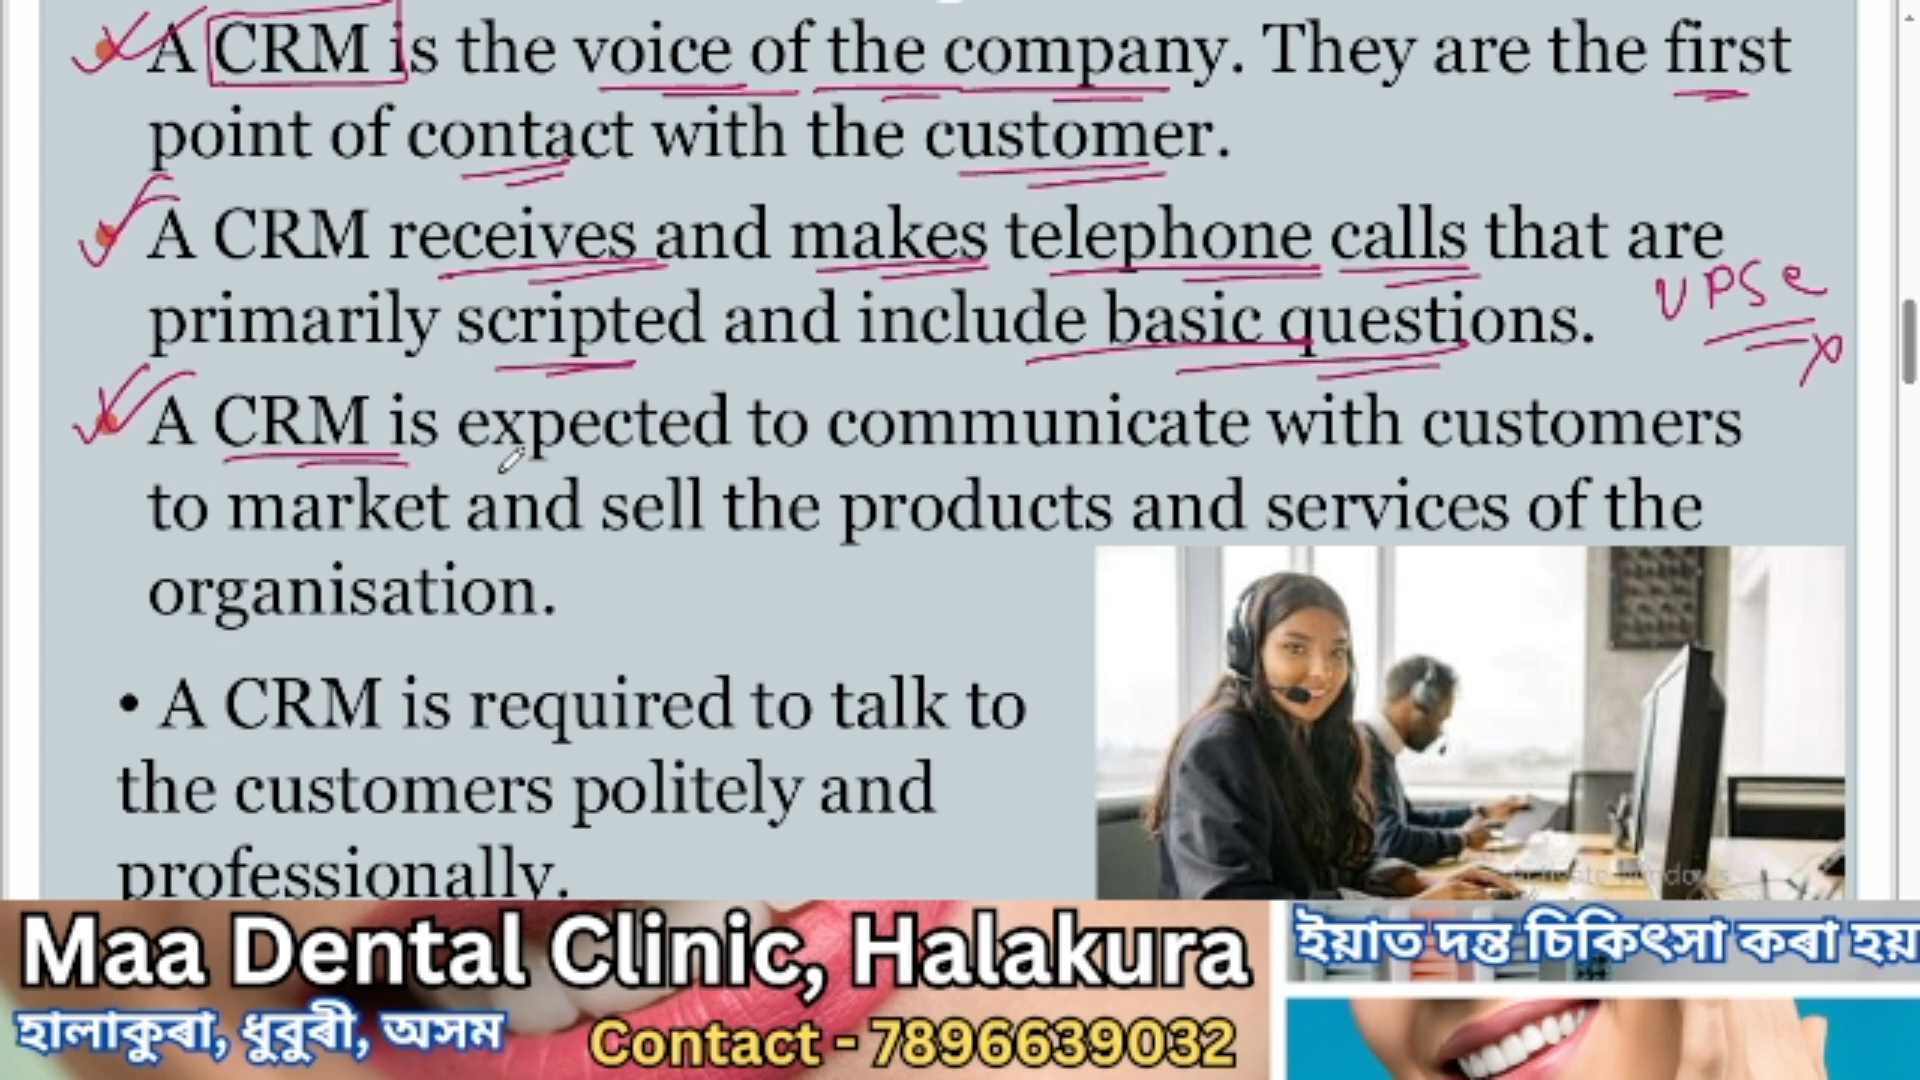 A CRM is the voice of the company. They are the first
point of contact with the customer.
A CRM receives and makes telephone calls that are
primarily scripted and include basic questions.
UPSC
A CRM is expected to communicate with customers
to market and sell the products and services of the
organisation.
• A CRM is required to talk to
the customers politely and
professionally.
Maa Dental Clinic, Halakura
হালাকুৰা, ধুবুৰী, অসম
Contact - 7896639032
ইয়াত দন্ত চিকিৎসা কৰা হয়